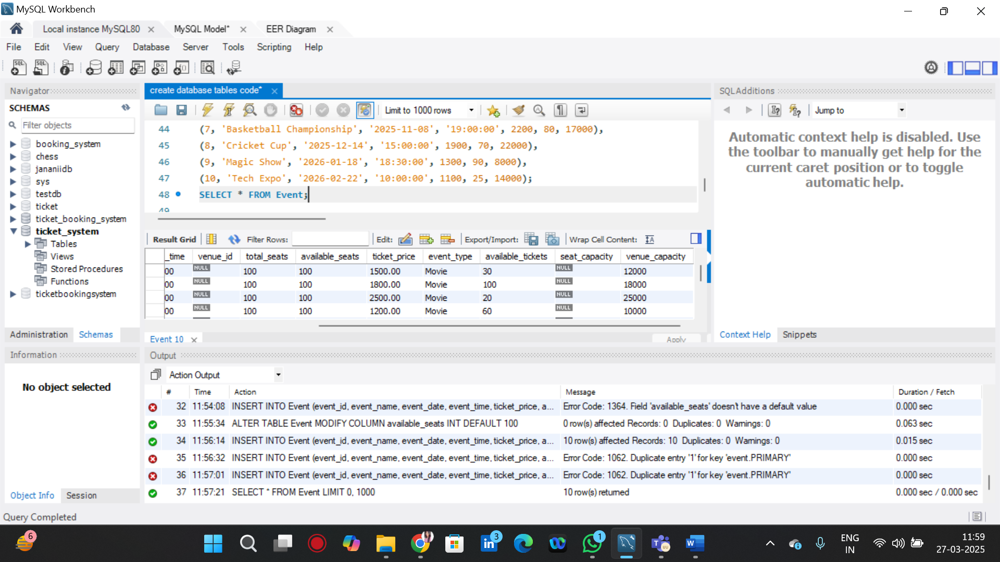 MySQL Workbench
Local instance MySQL80
MySQL Model*
EER Diagram
File Edit View Query Database Server Tools Scripting Help
Navigator
SCHEMAS
Filter objects
booking_system
chess
jananiidb
sys
testdb
ticket
ticket_booking_system
ticket_system
Tables
Views
Stored Procedures
Functions
ticketbookingsystem
Administration Schemas
Information
No object selected
Object Info Session
create database tables code*
Limit to 1000 rows
44 (7, 'Basketball Championship', '2025-11-08', '19:00:00', 2200, 80, 17000),
45 (8, 'Cricket Cup', '2025-12-14', '15:00:00', 1900, 70, 22000),
46 (9, 'Magic Show', '2026-01-18', '18:30:00', 1300, 90, 8000),
47 (10, 'Tech Expo', '2026-02-22', '10:00:00', 1100, 25, 14000);
48 SELECT * FROM Event;
49
Result Grid Filter Rows: Edit: Export/Import: Wrap Cell Content:
_time venue_id total_seats available_seats ticket_price event_type available_tickets seat_capacity venue_capacity
00 NULL 100 100 1500.00 Movie 30 NULL 12000
00 NULL 100 100 1800.00 Movie 100 NULL 18000
00 NULL 100 100 2500.00 Movie 20 NULL 25000
00 NULL 100 100 1200.00 Movie 60 NULL 10000
Event 10
Apply
SQLAdditions
Jump to
Automatic context help is disabled. Use
the toolbar to manually get help for the
current caret position or to toggle
automatic help.
Context Help Snippets
Output
Action Output
# Time Action Message Duration / Fetch
32 11:54:08 INSERT INTO Event (event_id, event_name, event_date, event_time, ticket_price, a... Error Code: 1364. Field 'available_seats' doesn't have a default value 0.000 sec
33 11:55:34 ALTER TABLE Event MODIFY COLUMN available_seats INT DEFAULT 100 0 row(s) affected Records: 0 Duplicates: 0 Warnings: 0 0.063 sec
34 11:56:14 INSERT INTO Event (event_id, event_name, event_date, event_time, ticket_price, a... 10 row(s) affected Records: 10 Duplicates: 0 Warnings: 0 0.015 sec
35 11:56:32 INSERT INTO Event (event_id, event_name, event_date, event_time, ticket_price, a... Error Code: 1062. Duplicate entry '1' for key 'event.PRIMARY' 0.000 sec
36 11:57:01 INSERT INTO Event (event_id, event_name, event_date, event_time, ticket_price, a... Error Code: 1062. Duplicate entry '1' for key 'event.PRIMARY' 0.000 sec
37 11:57:21 SELECT * FROM Event LIMIT 0, 1000 10 row(s) returned 0.000 sec / 0.000 sec
Query Completed
6
3
1
ENG
IN
11:59
27-03-2025